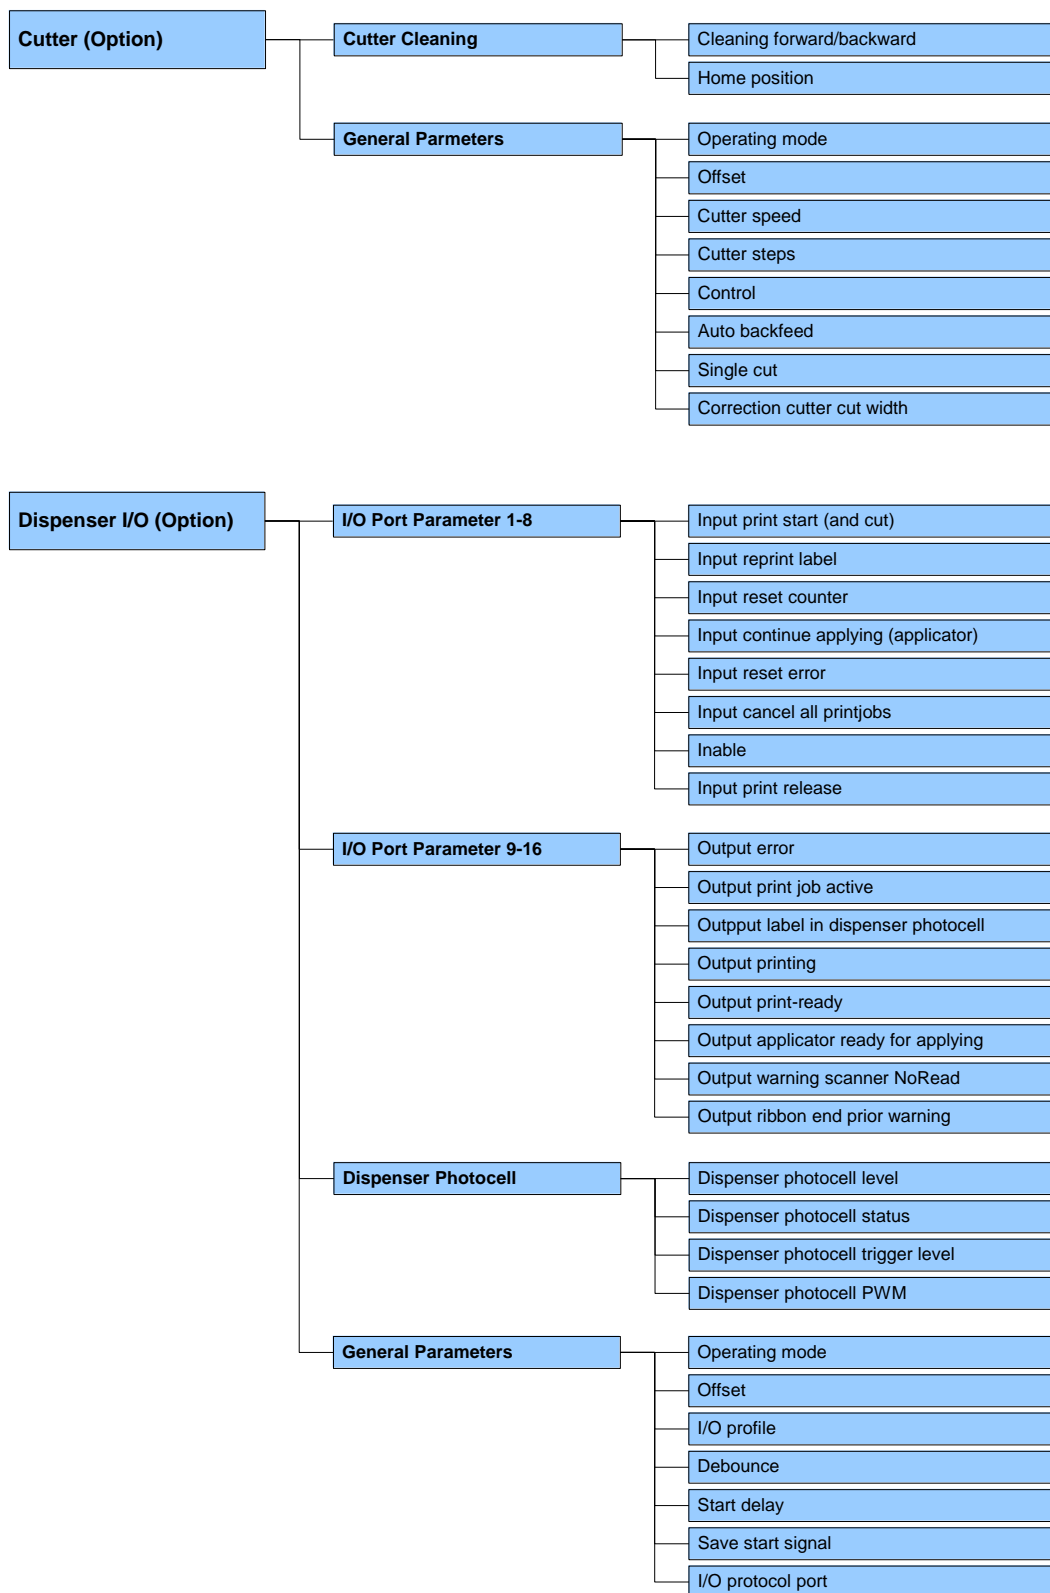 Cutter (Option)
Cutter Cleaning
Cleaning forward/backward
Home position
General Parmeters
Operating mode
Offset
Cutter speed
Cutter steps
Control
Auto backfeed
Single cut
Correction cutter cut width
Dispenser I/O (Option)
I/O Port Parameter 1-8
Input print start (and cut)
Input reprint label
Input reset counter
Input continue applying (applicator)
Input reset error
Input cancel all printjobs
Inable
Input print release
I/O Port Parameter 9-16
Output error
Output print job active
Outpput label in dispenser photocell
Output printing
Output print-ready
Output applicator ready for applying
Output warning scanner NoRead
Output ribbon end prior warning
Dispenser Photocell
Dispenser photocell level
Dispenser photocell status
Dispenser photocell trigger level
Dispenser photocell PWM
General Parameters
Operating mode
Offset
I/O profile
Debounce
Start delay
Save start signal
I/O protocol port